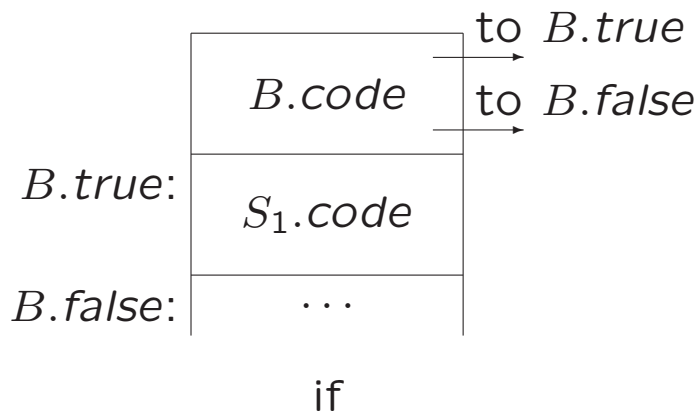 to B.true
B.code
to B.false
B.true:
S₁.code
B.false:
...
if